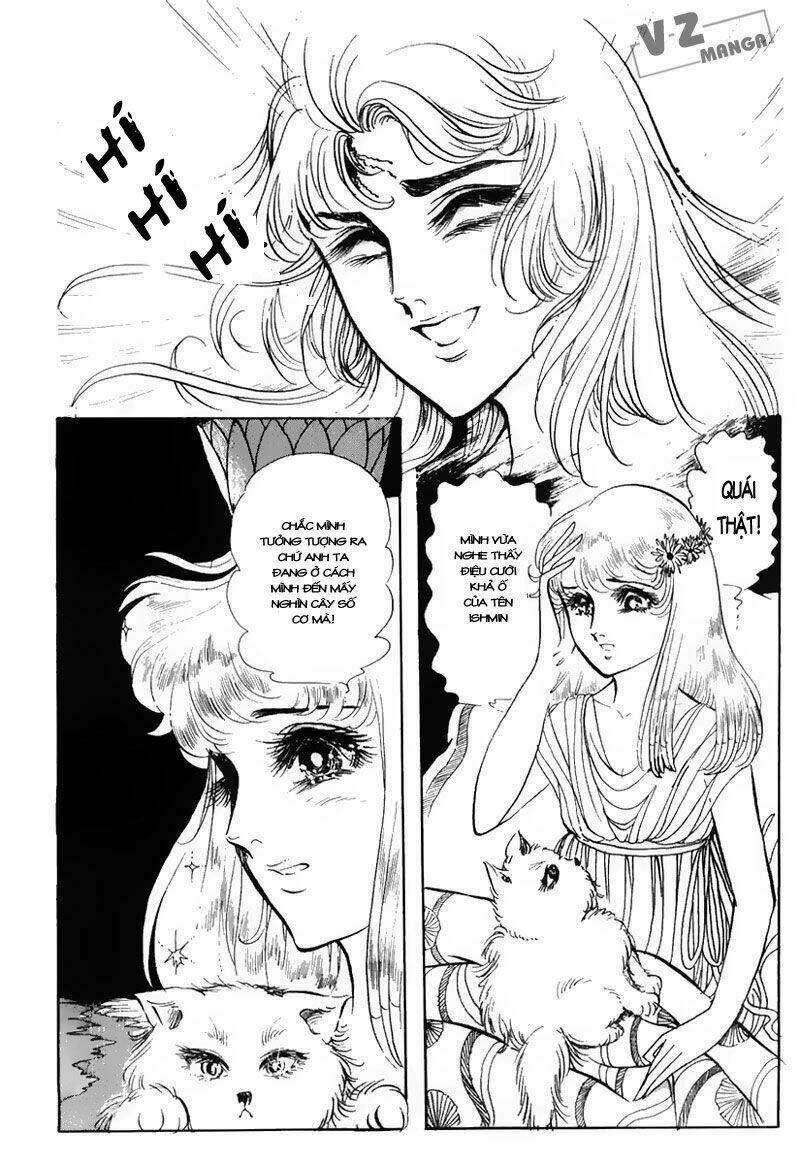 V-Z
MANGA
HÍ
HÍ
HÍ
QUÁI
THẬT!
MÌNH VỪA
NGHE THẤY
ĐIỆU CƯỜI
KHẢ Ố
CỦA TÊN
ISHMIN
CHẮC MÌNH
TƯỞNG TƯỢNG RA
CHỨ ANH TA
ĐANG Ở CÁCH
MÌNH ĐẾN MẤY
NGHÌN CÂY SỐ
CƠ MÀ!